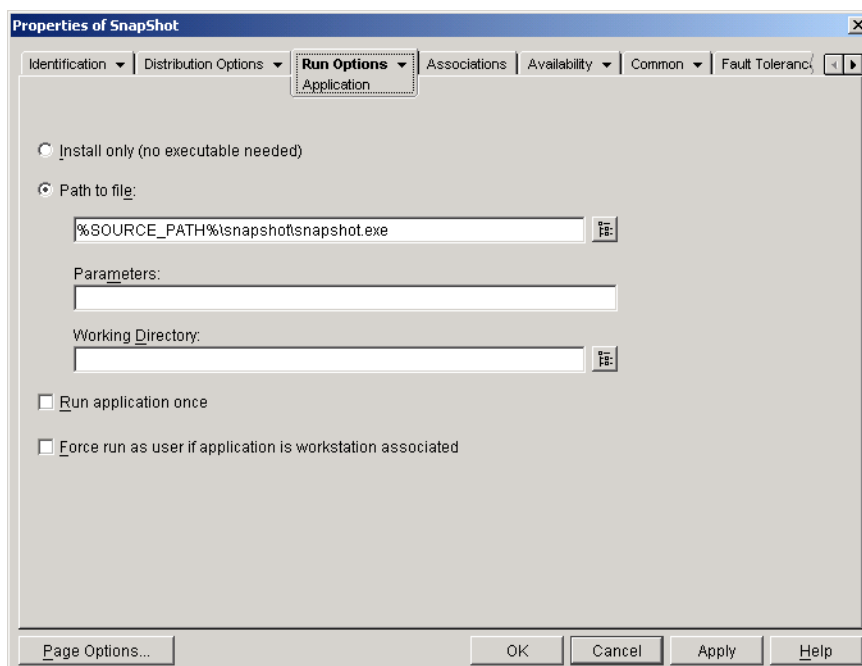 Properties of SnapShot
Identification Distribution Options Run Options Associations Availability Common Fault Toleranc
Application
Install only (no executable needed)
Path to file:
%SOURCE_PATH%\snapshot\snapshot.exe
Parameters:
Working Directory:
Run application once
Force run as user if application is workstation associated
Page Options... OK Cancel Apply Help